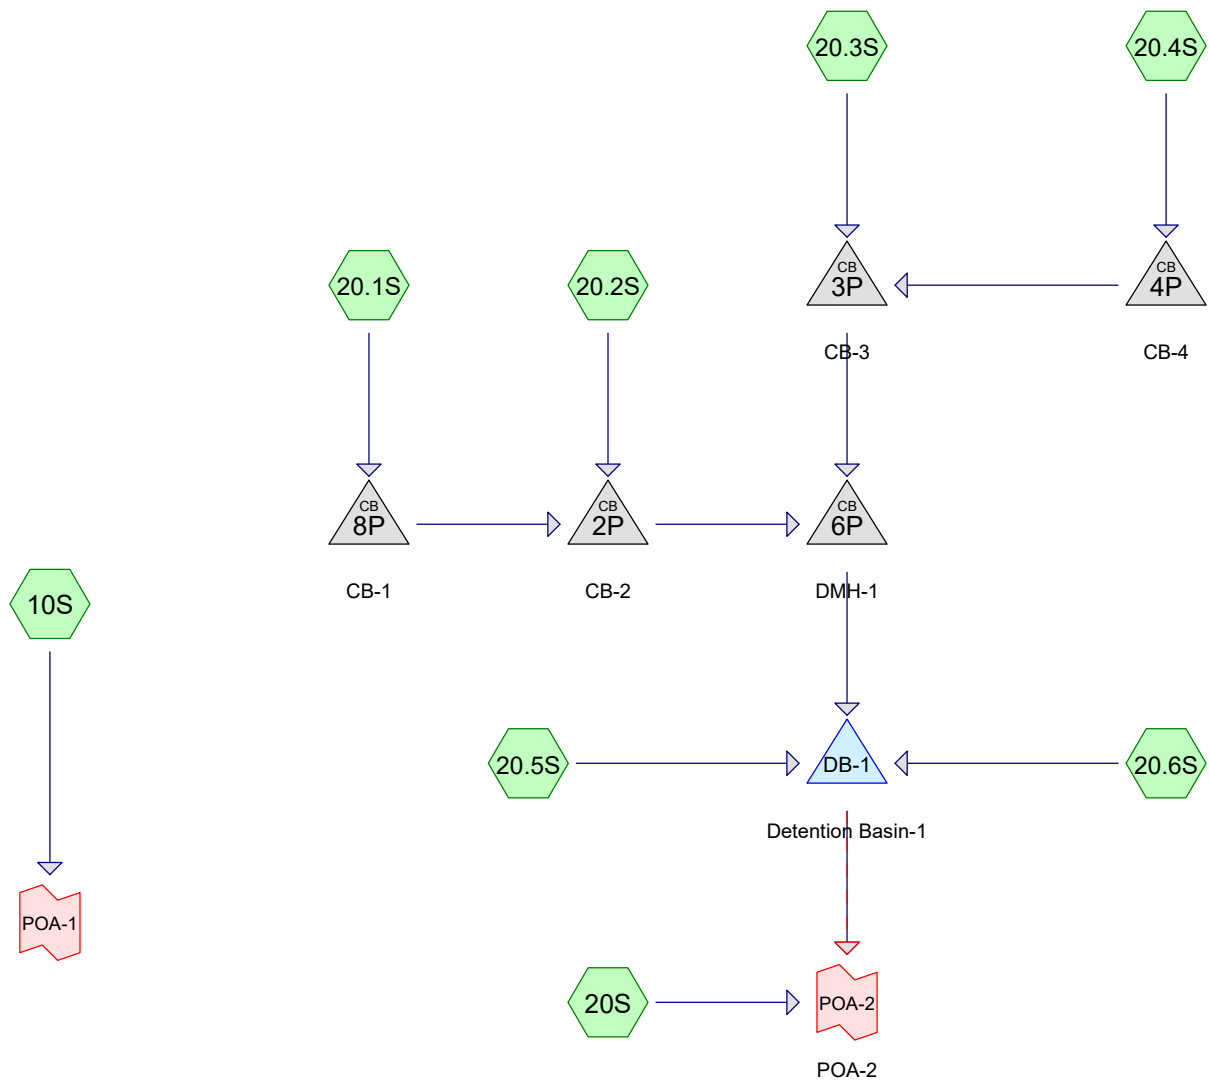 20.3S
20.4S
20.1S
20.2S
CB
3P
CB
4P
CB-3
CB-4
CB
8P
CB
2P
CB
6P
CB-1
CB-2
DMH-1
10S
20.5S
DB-1
20.6S
Detention Basin-1
POA-1
20S
POA-2
POA-2